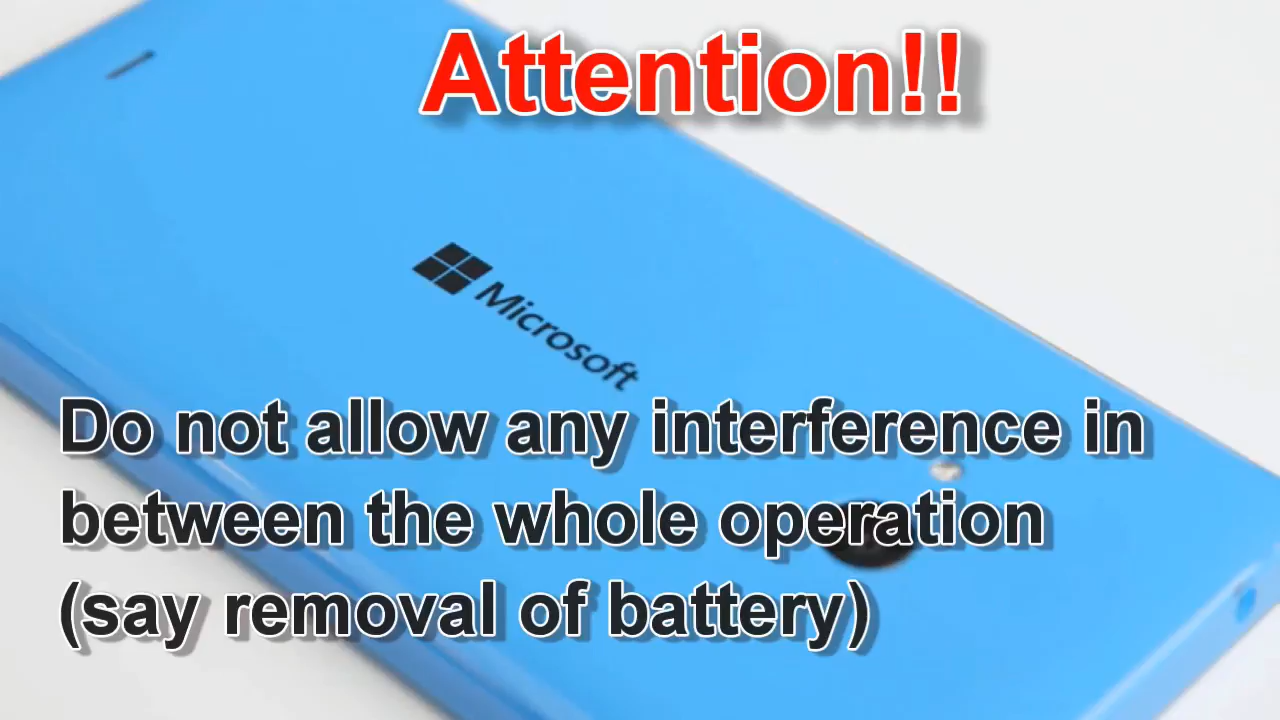 Attention!!
Microsoft
Do not allow any interference in
between the whole operation
(say removal of battery)